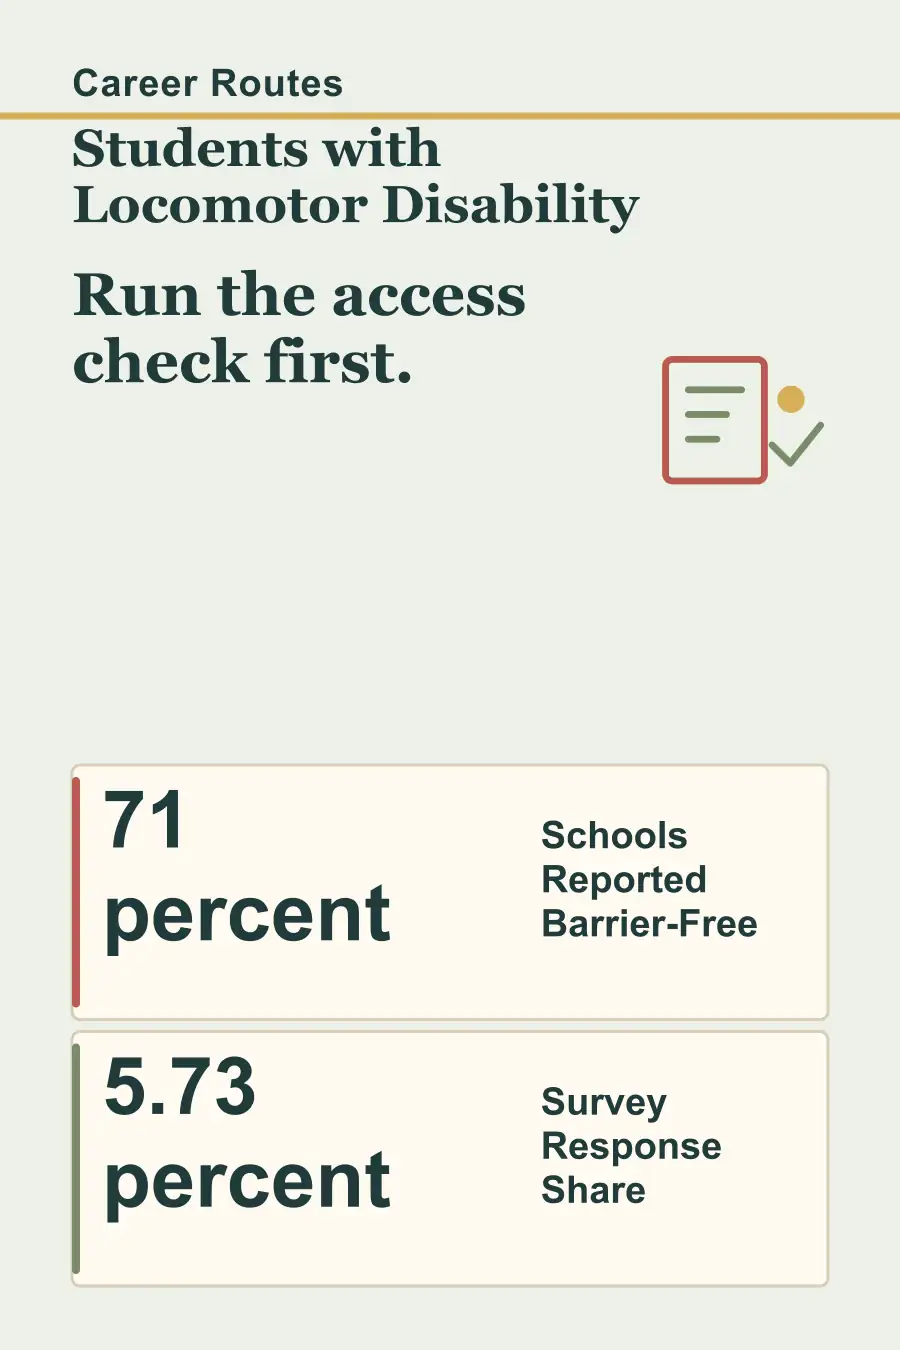 Career Routes
Students with
Locomotor Disability
Run the access
check first.
71
percent
Schools
Reported
Barrier-Free
5.73
percent
Survey
Response
Share